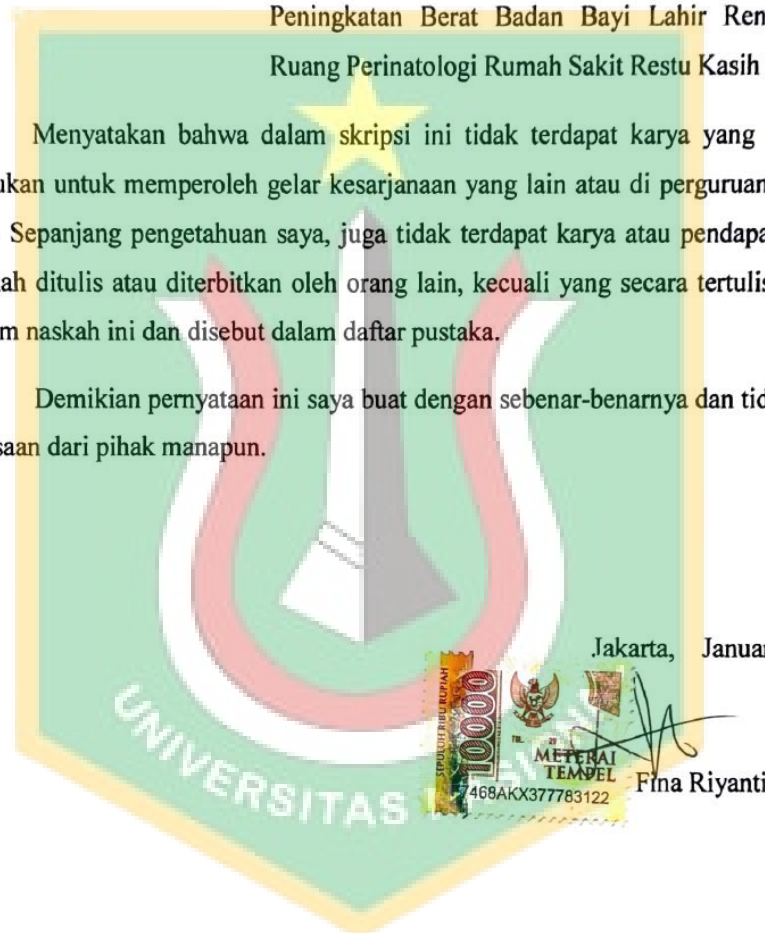 Peningkatan Berat Badan Bayi Lahir Ren
Ruang Perinatologi Rumah Sakit Restu Kasih
Menyatakan bahwa dalam skripsi ini tidak terdapat karya yang
ukan untuk memperoleh gelar kesarjanaan yang lain atau di perguruan
Sepanjang pengetahuan saya, juga tidak terdapat karya atau pendapa
ah ditulis atau diterbitkan oleh orang lain, kecuali yang secara tertulis
m naskah ini dan disebut dalam daftar pustaka.
Demikian pernyataan ini saya buat dengan sebenar-benarnya dan tid
saan dari pihak manapun.
Jakarta, Januar
SEPULUH RIBU RUPIAH
10000
METERAI
TEMPEL
7468AKX377783122
Fina Riyanti
UNIVERSITAS